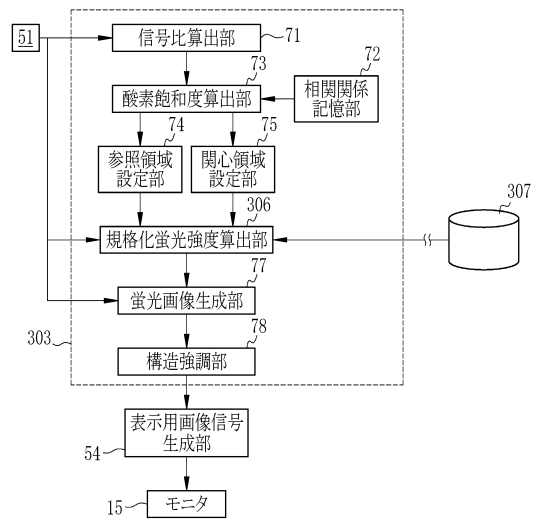 51
信号比算出部
71
72
73
酸素飽和度算出部
相関関係
記憶部
74
75
参照領域
設定部
関心領域
設定部
306
307
規格化蛍光強度算出部
77
蛍光画像生成部
78
303
構造強調部
表示用画像信号
生成部
54
15
モニタ